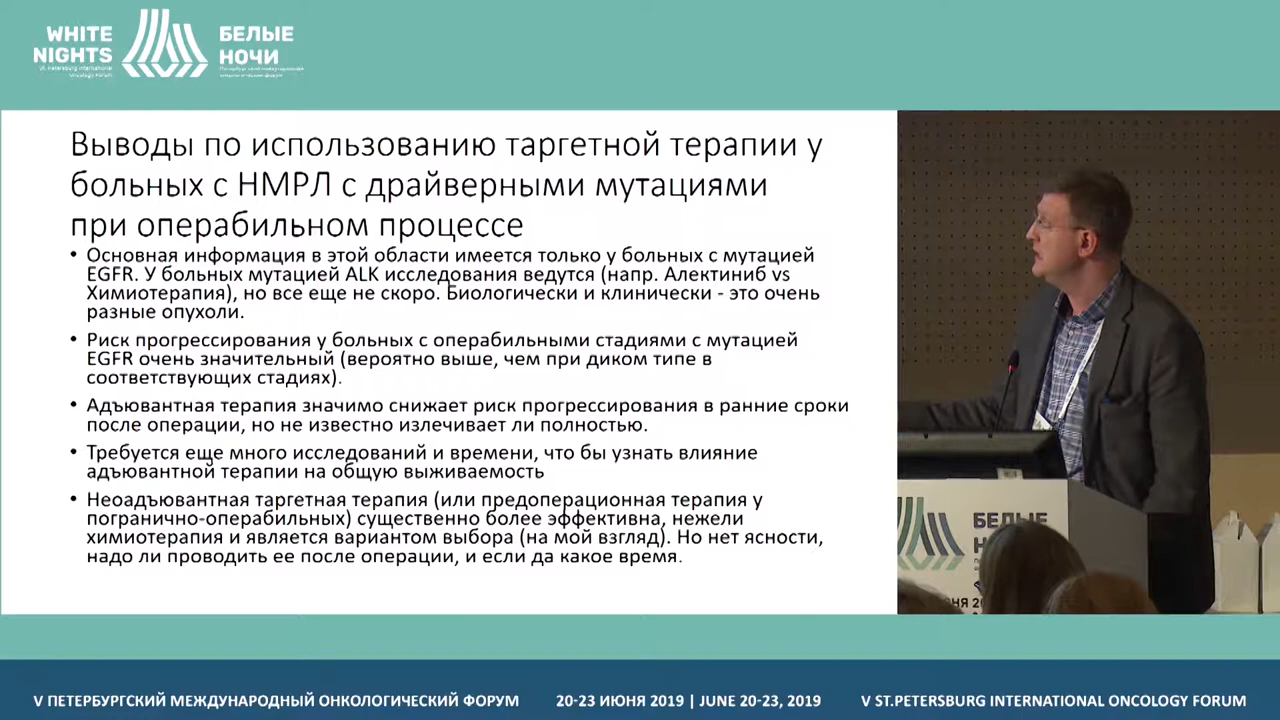 WHITE
NIGHTS
St. Petersburg International
Oncology Forum
БЕЛЫЕ
НОЧИ
Выводы по использованию таргетной терапии у
больных с НМРЛ с драйверными мутациями
при операбильном процессе
• Основная информация в этой области имеется только у больных с мутацией
EGFR. У больных мутацией ALK исследования ведутся (напр. Алектиниб vs
Химиотерапия), но все еще не скоро. Биологически и клинически - это очень
разные опухоли.
• Риск прогрессирования у больных с операбильными стадиями с мутацией
EGFR очень значительный (вероятно выше, чем при диком типе в
соответствующих стадиях).
• Адъювантная терапия значимо снижает риск прогрессирования в ранние сроки
после операции, но не известно излечивает ли полностью.
• Требуется еще много исследований и времени, что бы узнать влияние
адъювантной терапии на общую выживаемость
• Неоадъювантная таргетная терапия (или предоперационная терапия у
погранично-операбильных) существенно более эффективна, нежели
химиотерапия и является вариантом выбора (на мой взгляд). Но нет ясности,
надо ли проводить ее после операции, и если да какое время.
БЕЛЫЕ
V ПЕТЕРБУРГСКИЙ МЕЖДУНАРОДНЫЙ ОНКОЛОГИЧЕСКИЙ ФОРУМ
20-23 ИЮНЯ 2019 | JUNE 20-23, 2019
V ST.PETERSBURG INTERNATIONAL ONCOLOGY FORUM